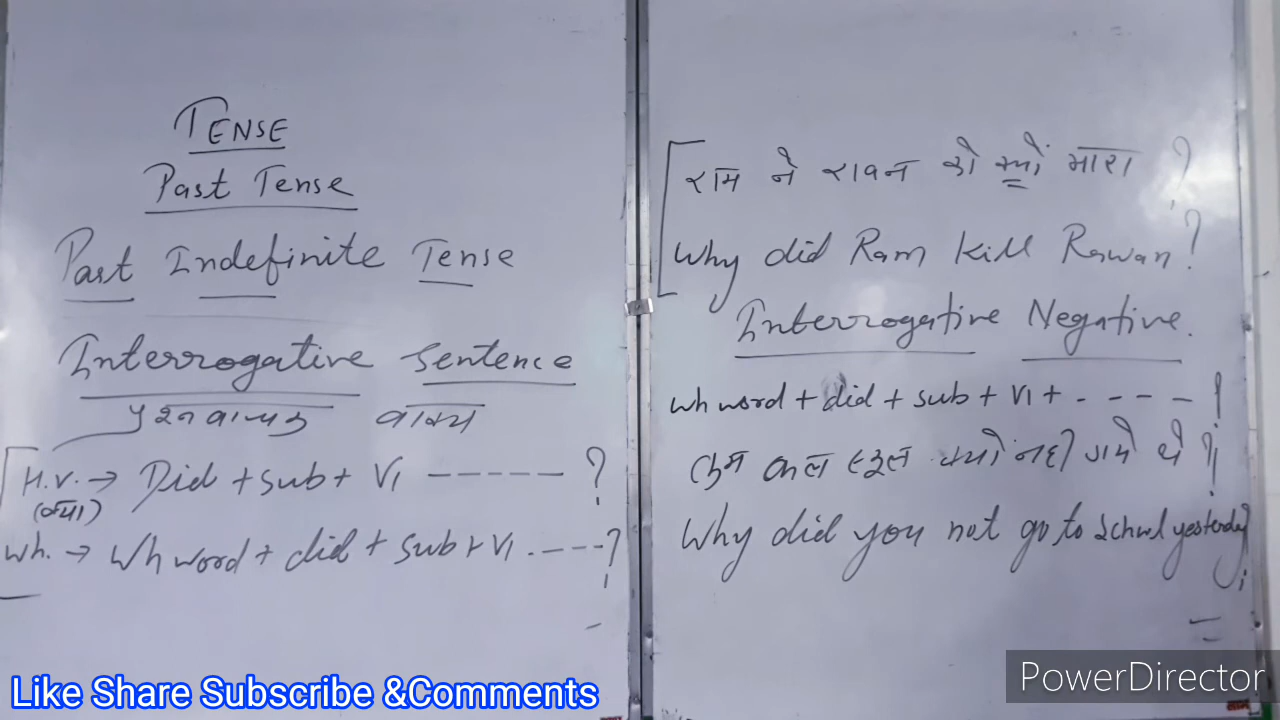 TENSE
Past Tense
Past Indefinite Tense
Interrogative Sentence
प्रश्नवाचक वाक्य
H.V. → Did + sub + V1 ------ ?
(क्या)
Wh. → Wh word + did + sub + V1 . - - - - ?
राम ने रावन को क्यों मारा ?
Why did Ram kill Rawan?
Interrogative Negative.
Wh word + did + sub + V1 + - - - - - ?
तुम कल स्कूल क्यों नहीं गये थे ?
Why did you not go to school yesterday?
Like Share Subscribe &Comments
PowerDirector